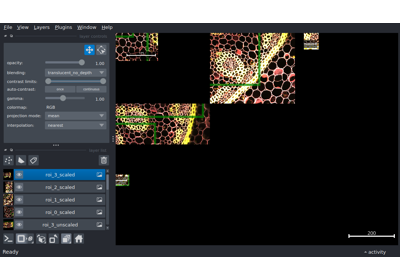 File View Layers Plugins Window Help
opacity: 1.00
blending: translucent_no_depth
contrast limits:
auto-contrast: once continuous
gamma: 1.00
colormap: RGB
projection mode: mean
interpolation: nearest
roi_3_scaled
roi_2_scaled
roi_1_scaled
roi_0_scaled
roi_3_unscaled
200
Ready
activity